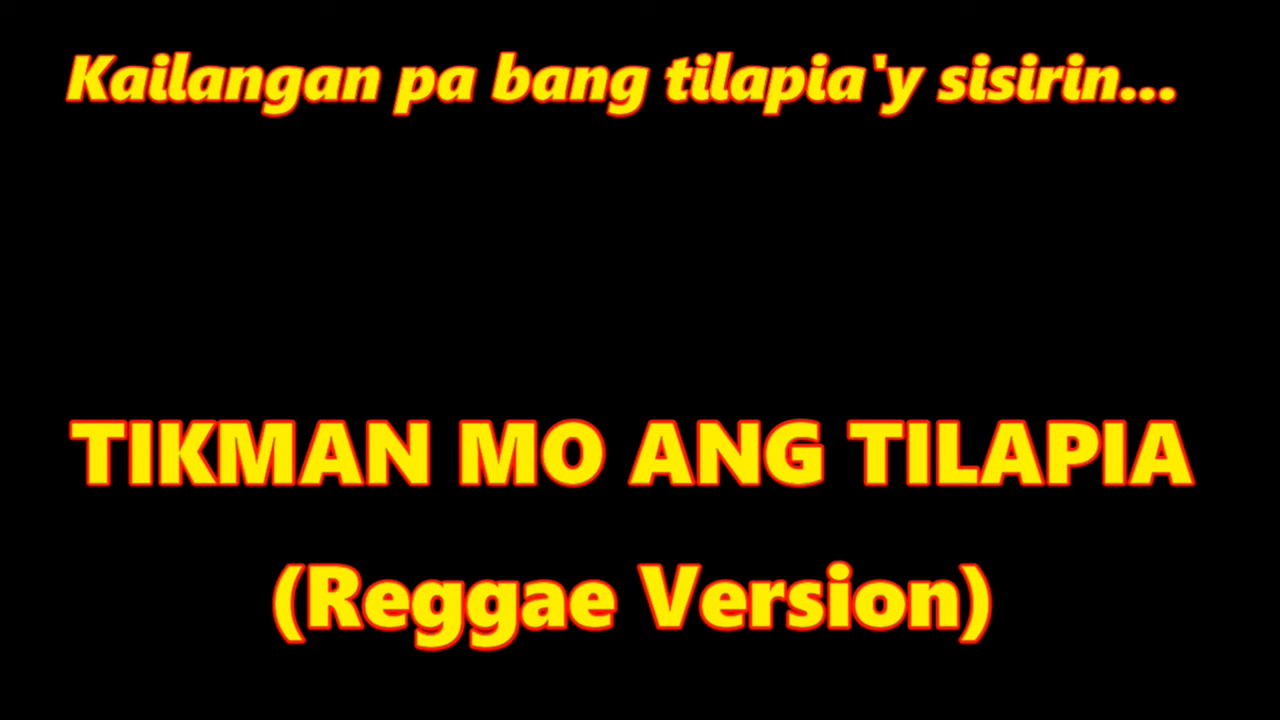 Kailangan pa bang tilapia'y sisirin...
TIKMAN MO ANG TILAPIA
(Reggae Version)